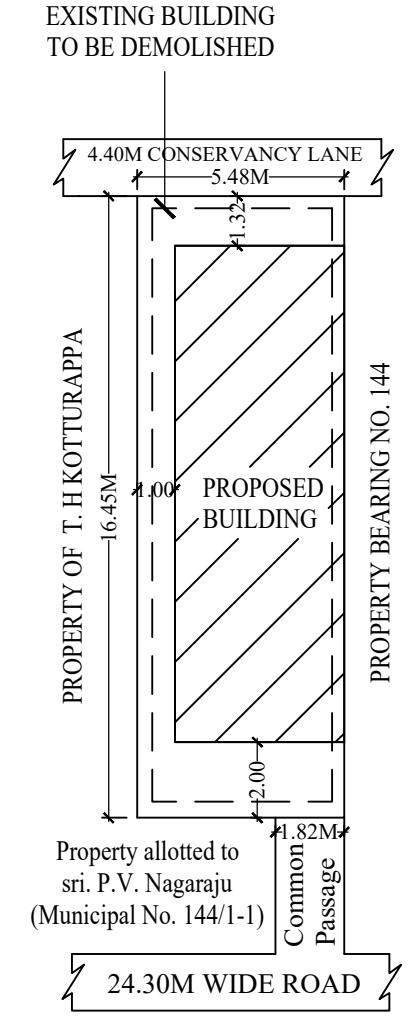 EXISTING BUILDING
TO BE DEMOLISHED
4.40M CONSERVANCY LANE
5.48M
1.32
PROPERTY OF T. H KOTTURAPPA
16.45M
1.00
PROPOSED
BUILDING
PROPERTY BEARING NO. 144
2.00
1.82M
Property allotted to
sri. P.V. Nagaraju
(Municipal No. 144/1-1)
Common
Passage
24.30M WIDE ROAD